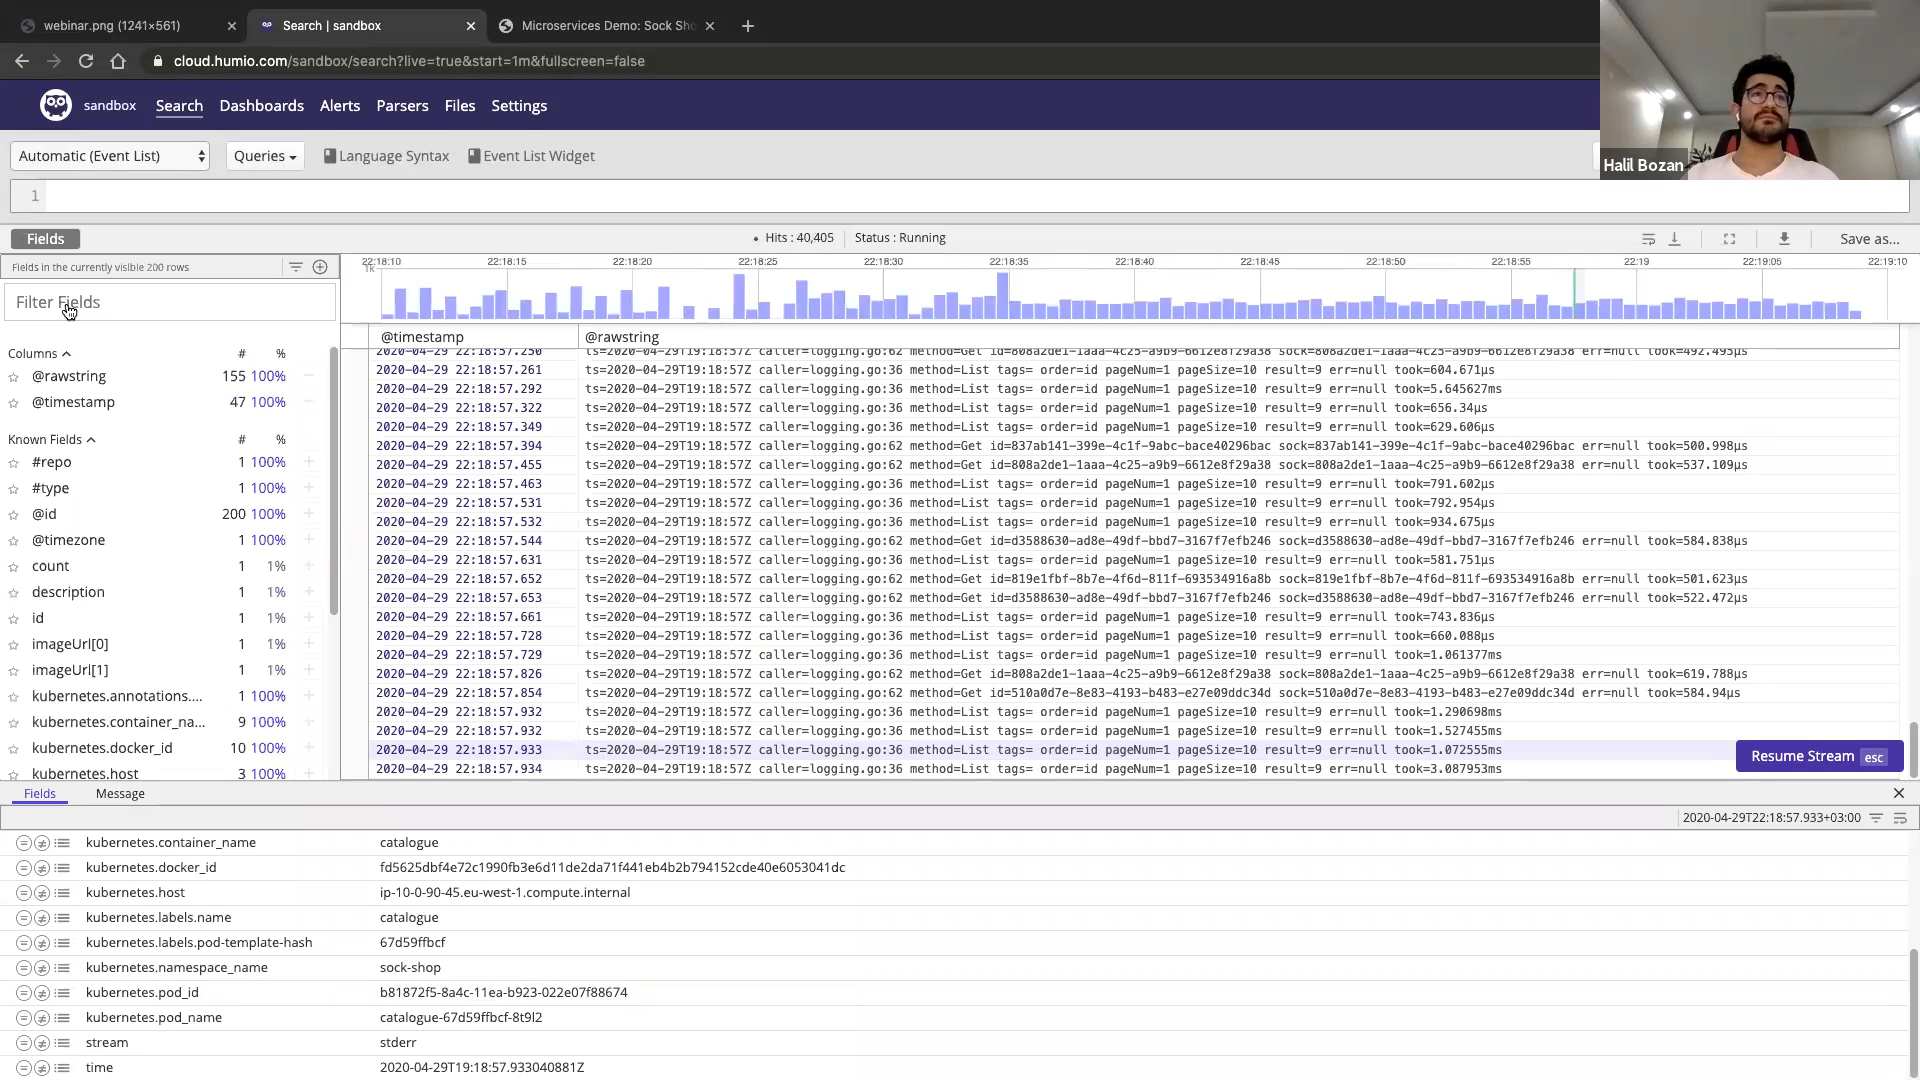 webinar.png (1241×561)
Search | sandbox
Microservices Demo: Sock Sho
cloud.humio.com/sandbox/search?live=true&start=1m&fullscreen=false
sandbox Search Dashboards Alerts Parsers Files Settings
Halil Bozan
Automatic (Event List) Queries Language Syntax Event List Widget
1
Fields
Hits : 40,405 Status : Running
Save as...
Fields in the currently visible 200 rows
Filter Fields
22:18:10 22:18:15 22:18:20 22:18:25 22:18:30 22:18:35 22:18:40 22:18:45 22:18:50 22:18:55 22:19 22:19:05 22:19:10
1k
Columns # %
@rawstring 155 100%
@timestamp 47 100%
Known Fields # %
#repo 1 100%
#type 1 100%
@id 200 100%
@timezone 1 100%
count 1 1%
description 1 1%
id 1 1%
imageUrl[0] 1 1%
imageUrl[1] 1 1%
kubernetes.annotations.... 1 100%
kubernetes.container_na... 9 100%
kubernetes.docker_id 10 100%
kubernetes.host 3 100%
@timestamp @rawstring
2020-04-29 22:18:57.250 ts=2020-04-29T19:18:57Z caller=logging.go:62 method=Get id=808a2de1-1aaa-4c25-a9b9-6612e8f29a38 sock=808a2de1-1aaa-4c25-a9b9-6612e8f29a38 err=null took=492.495µs
2020-04-29 22:18:57.261 ts=2020-04-29T19:18:57Z caller=logging.go:36 method=List tags= order=id pageNum=1 pageSize=10 result=9 err=null took=604.671µs
2020-04-29 22:18:57.292 ts=2020-04-29T19:18:57Z caller=logging.go:36 method=List tags= order=id pageNum=1 pageSize=10 result=9 err=null took=5.645627ms
2020-04-29 22:18:57.322 ts=2020-04-29T19:18:57Z caller=logging.go:36 method=List tags= order=id pageNum=1 pageSize=10 result=9 err=null took=656.34µs
2020-04-29 22:18:57.349 ts=2020-04-29T19:18:57Z caller=logging.go:36 method=List tags= order=id pageNum=1 pageSize=10 result=9 err=null took=629.606µs
2020-04-29 22:18:57.394 ts=2020-04-29T19:18:57Z caller=logging.go:62 method=Get id=837ab141-399e-4c1f-9abc-bace40296bac sock=837ab141-399e-4c1f-9abc-bace40296bac err=null took=500.998µs
2020-04-29 22:18:57.455 ts=2020-04-29T19:18:57Z caller=logging.go:62 method=Get id=808a2de1-1aaa-4c25-a9b9-6612e8f29a38 sock=808a2de1-1aaa-4c25-a9b9-6612e8f29a38 err=null took=537.109µs
2020-04-29 22:18:57.463 ts=2020-04-29T19:18:57Z caller=logging.go:36 method=List tags= order=id pageNum=1 pageSize=10 result=9 err=null took=791.602µs
2020-04-29 22:18:57.531 ts=2020-04-29T19:18:57Z caller=logging.go:36 method=List tags= order=id pageNum=1 pageSize=10 result=9 err=null took=792.954µs
2020-04-29 22:18:57.532 ts=2020-04-29T19:18:57Z caller=logging.go:36 method=List tags= order=id pageNum=1 pageSize=10 result=9 err=null took=934.675µs
2020-04-29 22:18:57.544 ts=2020-04-29T19:18:57Z caller=logging.go:62 method=Get id=d3588630-ad8e-49df-bbd7-3167f7efb246 sock=d3588630-ad8e-49df-bbd7-3167f7efb246 err=null took=584.838µs
2020-04-29 22:18:57.631 ts=2020-04-29T19:18:57Z caller=logging.go:36 method=List tags= order=id pageNum=1 pageSize=10 result=9 err=null took=581.751µs
2020-04-29 22:18:57.652 ts=2020-04-29T19:18:57Z caller=logging.go:62 method=Get id=819e1fbf-8b7e-4f6d-811f-693534916a8b sock=819e1fbf-8b7e-4f6d-811f-693534916a8b err=null took=501.623µs
2020-04-29 22:18:57.653 ts=2020-04-29T19:18:57Z caller=logging.go:62 method=Get id=d3588630-ad8e-49df-bbd7-3167f7efb246 sock=d3588630-ad8e-49df-bbd7-3167f7efb246 err=null took=522.472µs
2020-04-29 22:18:57.661 ts=2020-04-29T19:18:57Z caller=logging.go:36 method=List tags= order=id pageNum=1 pageSize=10 result=9 err=null took=743.836µs
2020-04-29 22:18:57.728 ts=2020-04-29T19:18:57Z caller=logging.go:36 method=List tags= order=id pageNum=1 pageSize=10 result=9 err=null took=660.088µs
2020-04-29 22:18:57.729 ts=2020-04-29T19:18:57Z caller=logging.go:36 method=List tags= order=id pageNum=1 pageSize=10 result=9 err=null took=1.061377ms
2020-04-29 22:18:57.826 ts=2020-04-29T19:18:57Z caller=logging.go:62 method=Get id=808a2de1-1aaa-4c25-a9b9-6612e8f29a38 sock=808a2de1-1aaa-4c25-a9b9-6612e8f29a38 err=null took=619.788µs
2020-04-29 22:18:57.854 ts=2020-04-29T19:18:57Z caller=logging.go:62 method=Get id=510a0d7e-8e83-4193-b483-e27e09ddc34d sock=510a0d7e-8e83-4193-b483-e27e09ddc34d err=null took=584.94µs
2020-04-29 22:18:57.932 ts=2020-04-29T19:18:57Z caller=logging.go:36 method=List tags= order=id pageNum=1 pageSize=10 result=9 err=null took=1.290698ms
2020-04-29 22:18:57.932 ts=2020-04-29T19:18:57Z caller=logging.go:36 method=List tags= order=id pageNum=1 pageSize=10 result=9 err=null took=1.527455ms
2020-04-29 22:18:57.933 ts=2020-04-29T19:18:57Z caller=logging.go:36 method=List tags= order=id pageNum=1 pageSize=10 result=9 err=null took=1.072555ms
2020-04-29 22:18:57.934 ts=2020-04-29T19:18:57Z caller=logging.go:36 method=List tags= order=id pageNum=1 pageSize=10 result=9 err=null took=3.087953ms
Resume Stream esc
Fields Message
2020-04-29T22:18:57.933+03:00
kubernetes.container_name catalogue
kubernetes.docker_id fd5625dbf4e72c1990fb3e6d11de2da71f441eb4b2b794152cde40e6053041dc
kubernetes.host ip-10-0-90-45.eu-west-1.compute.internal
kubernetes.labels.name catalogue
kubernetes.labels.pod-template-hash 67d59ffbcf
kubernetes.namespace_name sock-shop
kubernetes.pod_id b81872f5-8a4c-11ea-b923-022e07f88674
kubernetes.pod_name catalogue-67d59ffbcf-8t9l2
stream stderr
time 2020-04-29T19:18:57.933040881Z